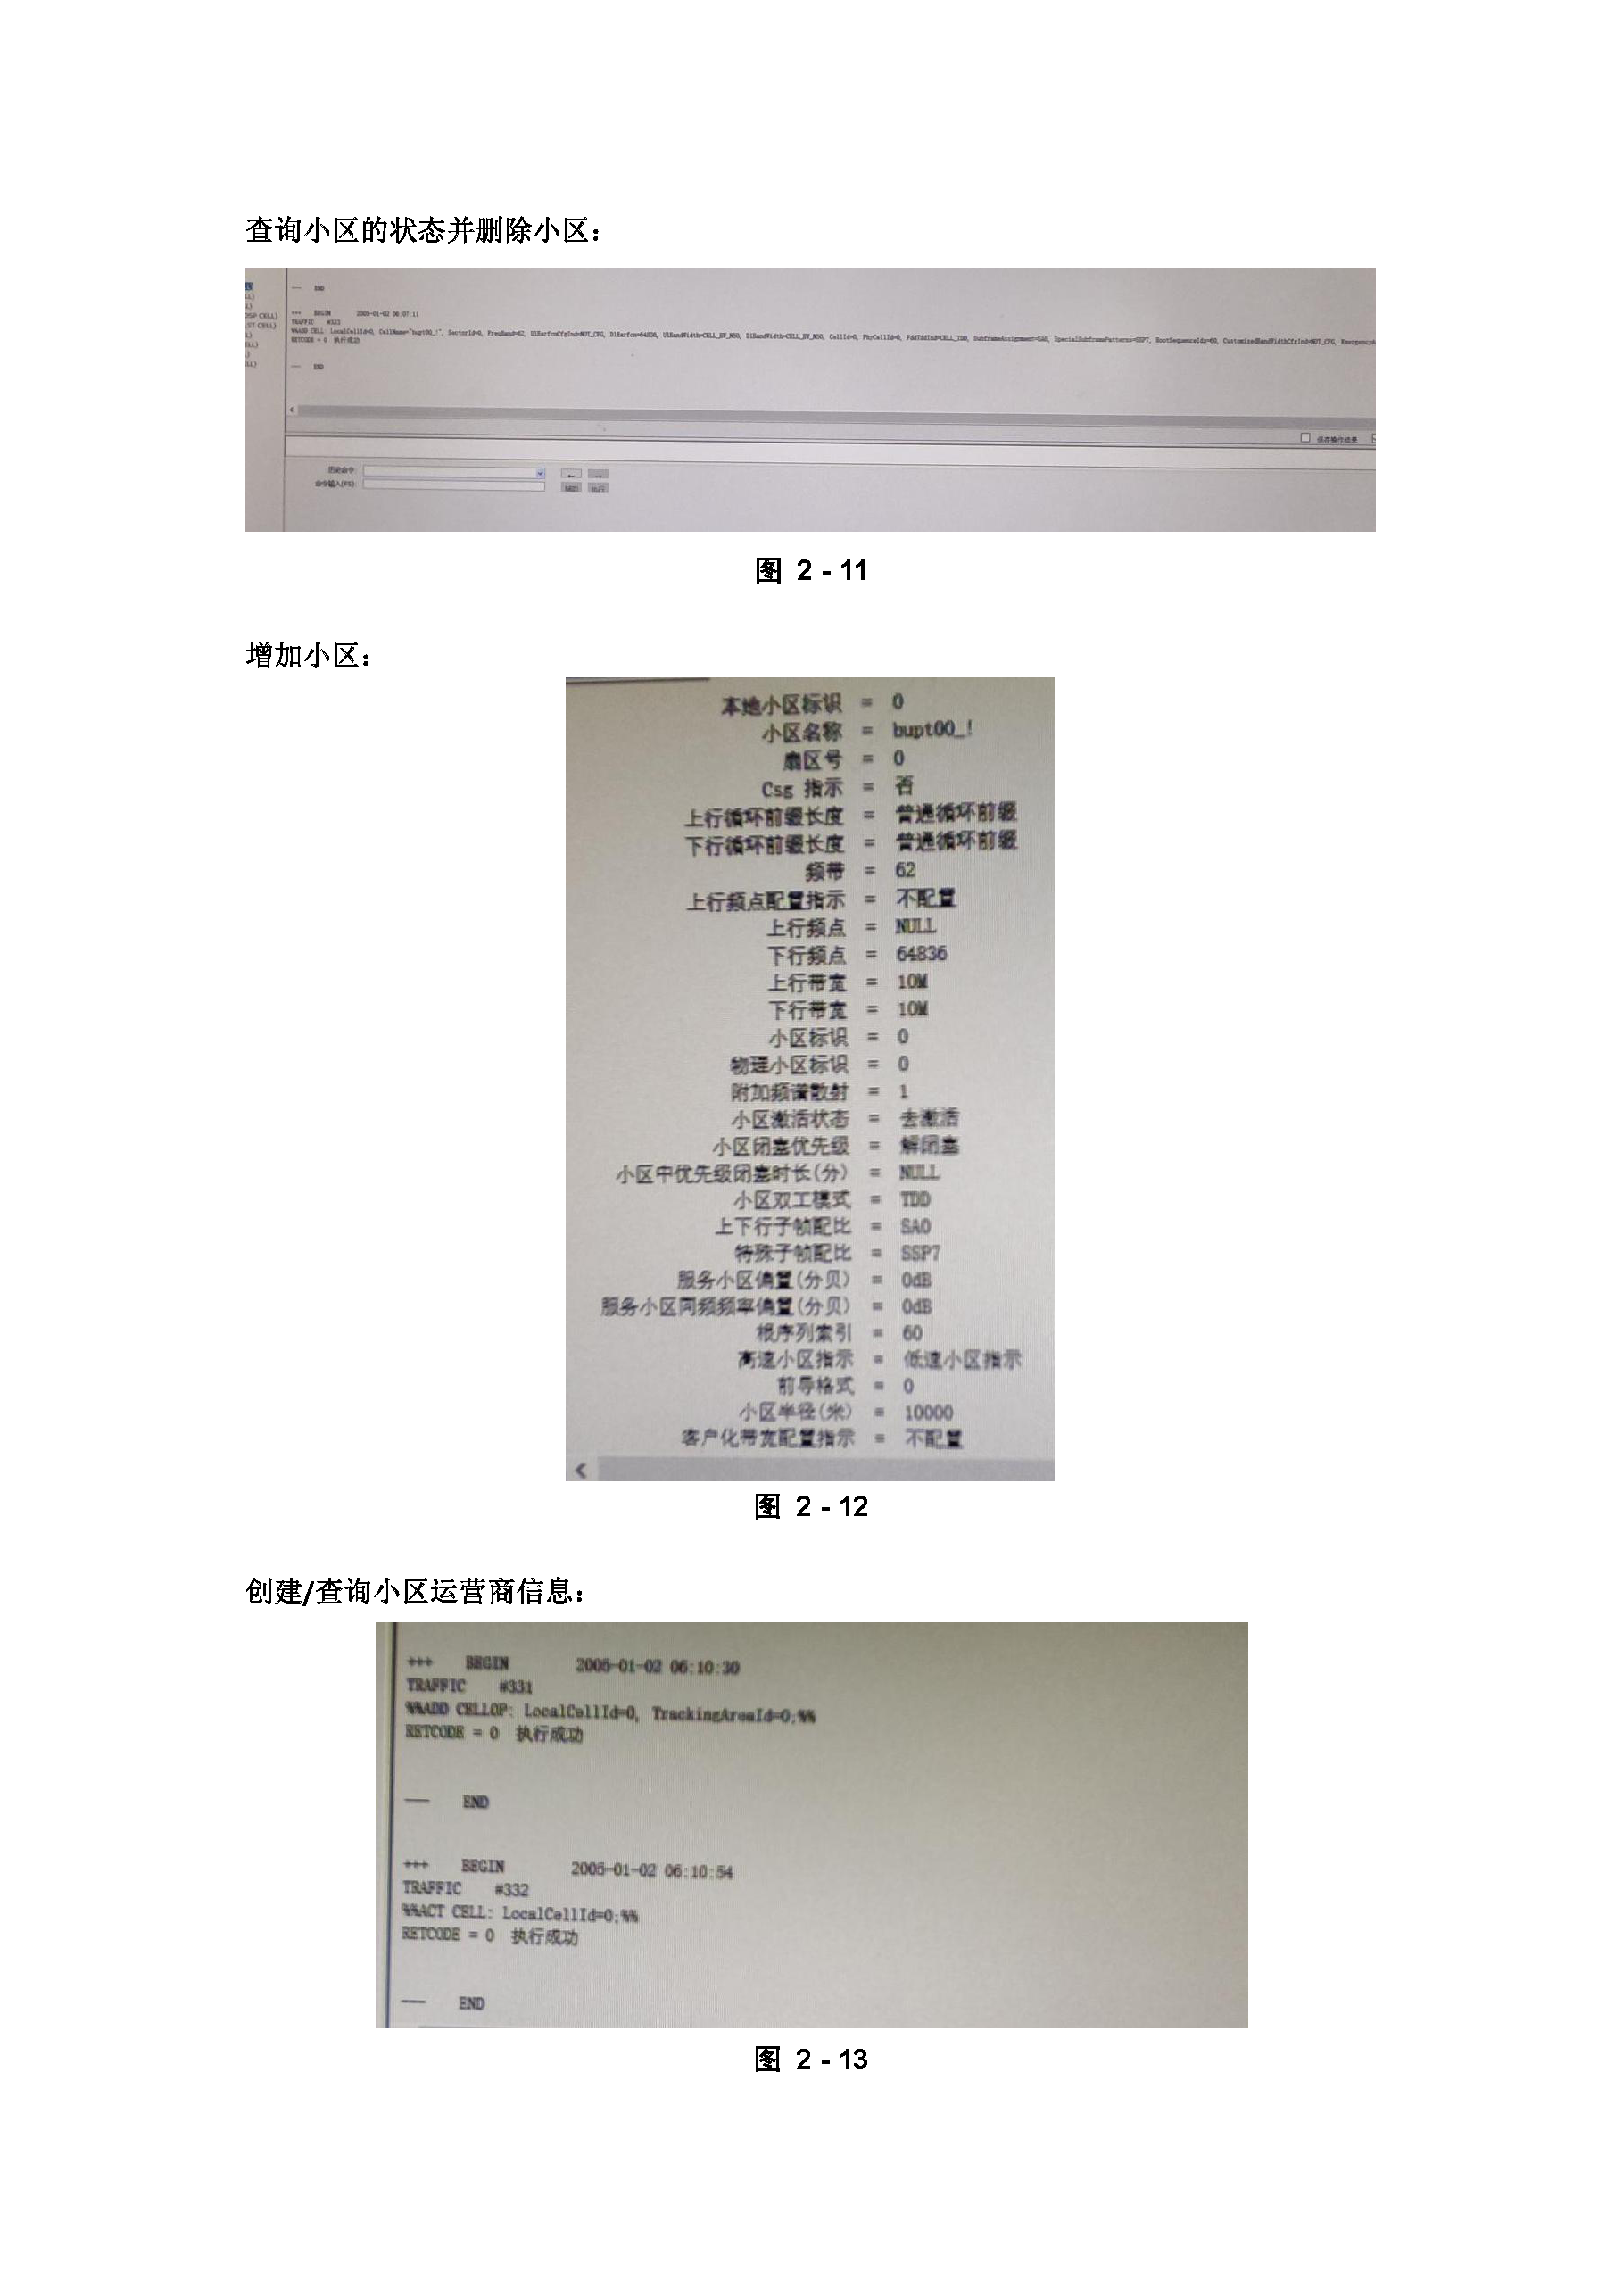 查询小区的状态并删除小区：
--- END
+++ BEGIN 2005-01-02 06:07:11
TRAFFIC #323
%%ADD CELL: LocalCellId=0, CellName="bupt00_!", SectorId=0, FreqBand=62, UlEarfcnCfgInd=NOT_CFG, DlEarfcn=64836, UlBandWidth=CELL_BW_N50, DlBandWidth=CELL_BW_N50, CellId=0, PhyCellId=0, FddTddInd=CELL_TDD, SubframeAssignment=SA0, SpecialSubframePatterns=SSP7, RootSequenceIdx=60, CustomizedBandWidthCfgInd=NOT_CFG,
RETCODE = 0 执行成功
--- END
保存操作结果
历史命令:
命令输入(F5):
图 2 - 11
增加小区：
本地小区标识 = 0
小区名称 = bupt00_!
扇区号 = 0
Csg 指示 = 否
上行循环前缀长度 = 普通循环前缀
下行循环前缀长度 = 普通循环前缀
频带 = 62
上行频点配置指示 = 不配置
上行频点 = NULL
下行频点 = 64836
上行带宽 = 10M
下行带宽 = 10M
小区标识 = 0
物理小区标识 = 0
附加频谱散射 = 1
小区激活状态 = 去激活
小区闭塞优先级 = 解闭塞
小区中优先级闭塞时长(分) = NULL
小区双工模式 = TDD
上下行子帧配比 = SA0
特殊子帧配比 = SSP7
服务小区偏置(分贝) = 0dB
服务小区同频频率偏置(分贝) = 0dB
根序列索引 = 60
高速小区指示 = 低速小区指示
前导格式 = 0
小区半径(米) = 10000
客户化带宽配置指示 = 不配置
图 2 - 12
创建/查询小区运营商信息：
+++ BEGIN 2005-01-02 06:10:30
TRAFFIC #331
%%ADD CELLOP: LocalCellId=0, TrackingAreaId=0;%%
RETCODE = 0 执行成功
--- END
+++ BEGIN 2005-01-02 06:10:54
TRAFFIC #332
%%ACT CELL: LocalCellId=0;%%
RETCODE = 0 执行成功
--- END
图 2 - 13